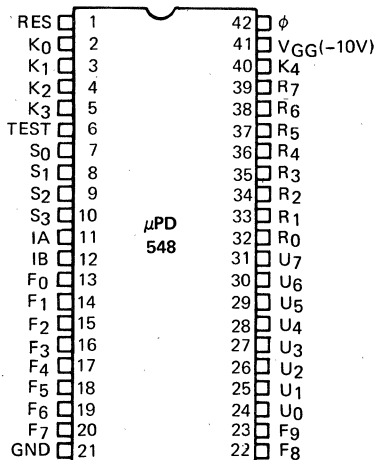 RES 1 42 ϕ
K0 2 41 VGG(−10V)
K1 3 40 K4
K2 4 39 R7
K3 5 38 R6
TEST 6 37 R5
S0 7 36 R4
S1 8 35 R3
S2 9 34 R2
S3 10 33 R1
IA 11 μPD 32 R0
IB 12 548 31 U7
F0 13 30 U6
F1 14 29 U5
F2 15 28 U4
F3 16 27 U3
F4 17 26 U2
F5 18 25 U1
F6 19 24 U0
F7 20 23 F9
GND 21 22 F8